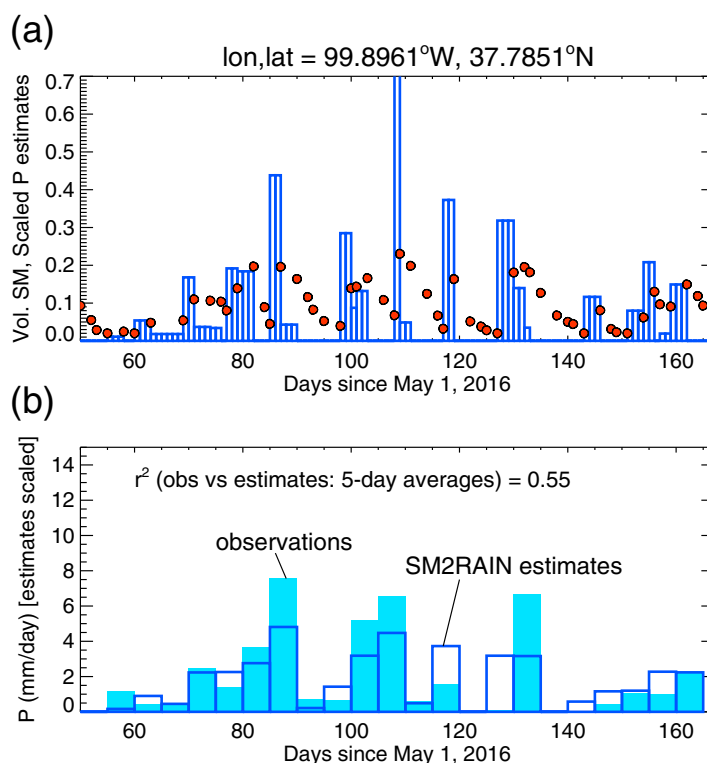 (a)
lon,lat = 99.8961°W, 37.7851°N
Vol. SM, Scaled P estimates
0.7
0.6
0.5
0.4
0.3
0.2
0.1
0.0
60 80 100 120 140 160
Days since May 1, 2016
(b)
P (mm/day) [estimates scaled]
14
12
10
8
6
4
2
0
r² (obs vs estimates: 5-day averages) = 0.55
observations
SM2RAIN estimates
60 80 100 120 140 160
Days since May 1, 2016